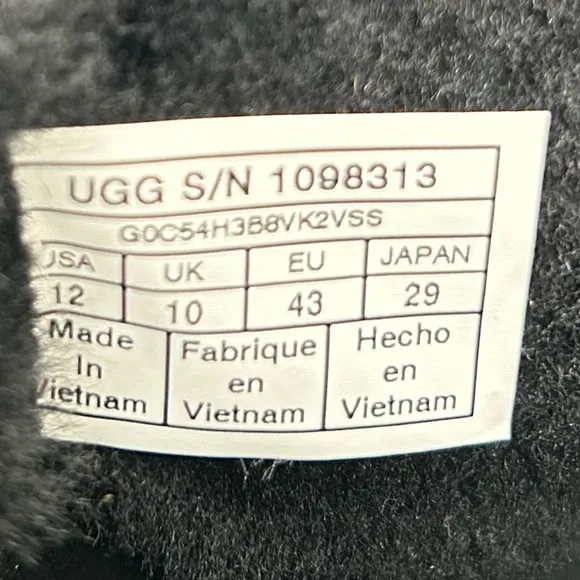 UGG S/N 1098313
G0C54H3B8VK2VSS
USA UK EU JAPAN
12 10 43 29
Made In Vietnam
Fabrique en Vietnam
Hecho en Vietnam